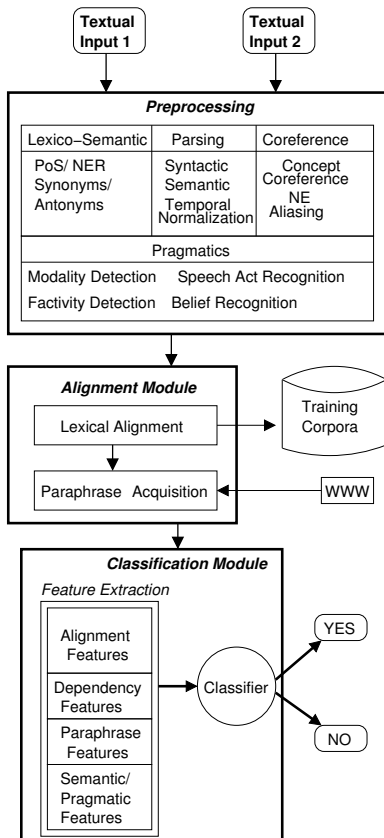 Textual
Input 1
Textual
Input 2
Preprocessing
Lexico-Semantic
PoS/ NER
Synonyms/
Antonyms
Parsing
Syntactic
Semantic
Temporal
Normalization
Coreference
Concept
Coreference
NE
Aliasing
Pragmatics
Modality Detection Speech Act Recognition
Factivity Detection Belief Recognition
Alignment Module
Lexical Alignment
Training
Corpora
Paraphrase Acquisition
WWW
Classification Module
Feature Extraction
Alignment
Features
Dependency
Features
Paraphrase
Features
Semantic/
Pragmatic
Features
Classifier
YES
NO